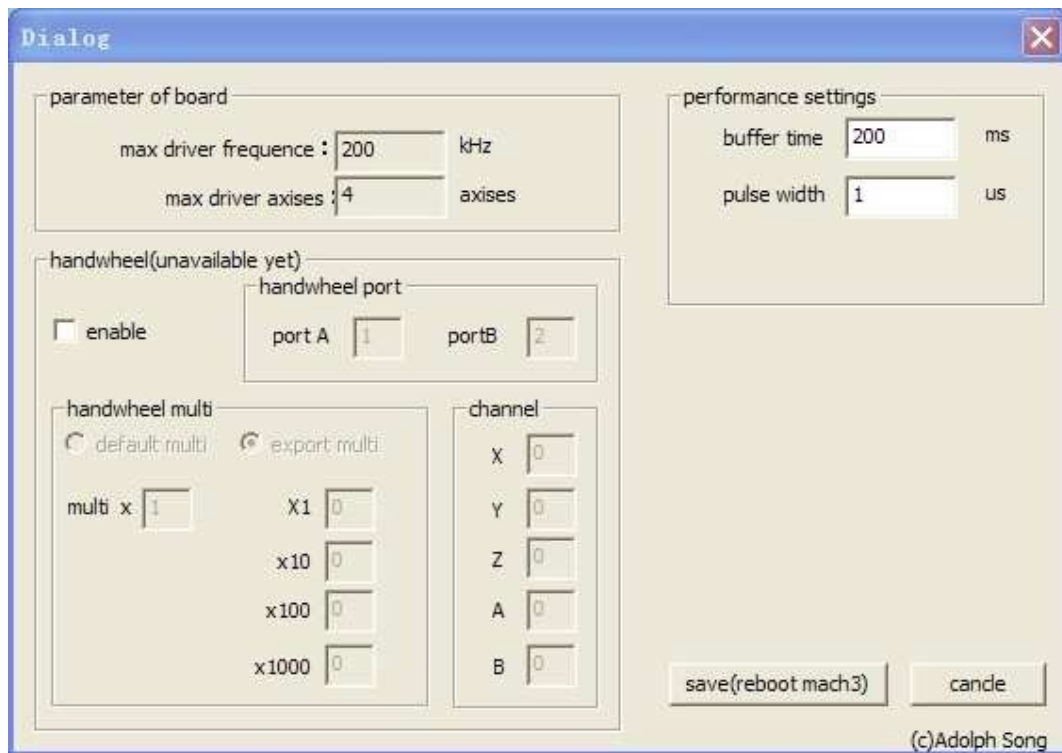 Dialog
parameter of board
max driver frequence : 200 kHz
max driver axises : 4 axises
performance settings
buffer time 200 ms
pulse width 1 us
handwheel(unavailable yet)
enable
handwheel port
port A 1 portB 2
handwheel multi
default multi export multi
multi x 1 X1 0
x10 0
x100 0
x1000 0
channel
X 0
Y 0
Z 0
A 0
B 0
save(reboot mach3) cancle
(c)Adolph Song